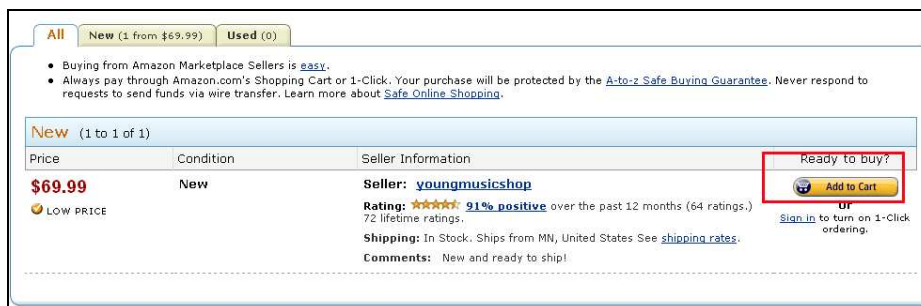 All New (1 from $69.99) Used (0)
• Buying from Amazon Marketplace Sellers is easy.
• Always pay through Amazon.com's Shopping Cart or 1-Click. Your purchase will be protected by the A-to-z Safe Buying Guarantee. Never respond to
requests to send funds via wire transfer. Learn more about Safe Online Shopping.
New (1 to 1 of 1)
Price Condition Seller Information Ready to buy?
$69.99 New Seller: youngmusicshop Add to Cart
LOW PRICE Rating: 91% positive over the past 12 months (64 ratings.) or
72 lifetime ratings. Sign in to turn on 1-Click
ordering.
Shipping: In Stock. Ships from MN, United States See shipping rates.
Comments: New and ready to ship!